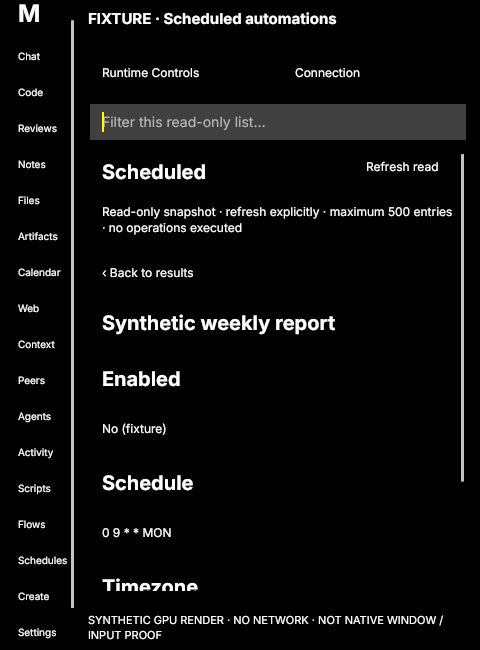 M
Chat
Code
Reviews
Notes
Files
Artifacts
Calendar
Web
Context
Peers
Agents
Activity
Scripts
Flows
Schedules
Create
Settings
FIXTURE · Scheduled automations
Runtime Controls
Connection
Filter this read-only list...
Scheduled
Refresh read
Read-only snapshot · refresh explicitly · maximum 500 entries
· no operations executed
‹ Back to results
Synthetic weekly report
Enabled
No (fixture)
Schedule
0 9 * * MON
Timezone
SYNTHETIC GPU RENDER · NO NETWORK · NOT NATIVE WINDOW /
INPUT PROOF